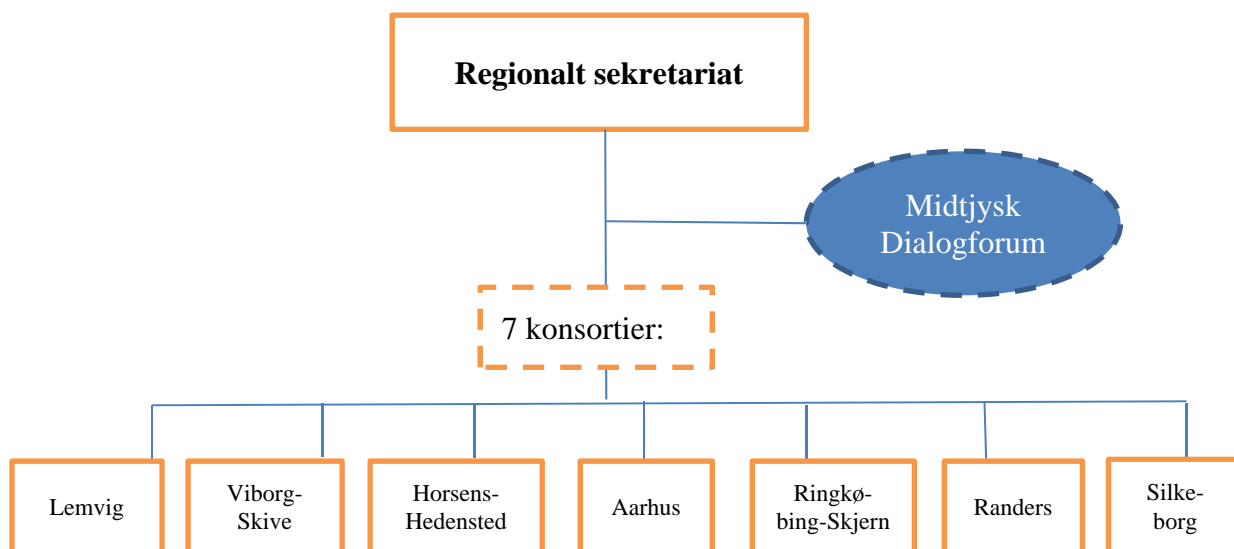 Regionalt sekretariat
Midtjysk
Dialogforum
7 konsortier:
Lemvig
Viborg-
Skive
Horsens-
Hedensted
Aarhus
Ringkø-
bing-Skjern
Randers
Silke-
borg